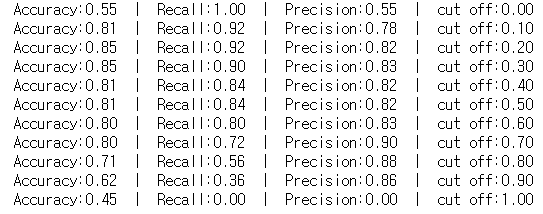 Accuracy:0.55 | Recall:1.00 | Precision:0.55 | cut off:0.00
Accuracy:0.81 | Recall:0.92 | Precision:0.78 | cut off:0.10
Accuracy:0.85 | Recall:0.92 | Precision:0.82 | cut off:0.20
Accuracy:0.85 | Recall:0.90 | Precision:0.83 | cut off:0.30
Accuracy:0.81 | Recall:0.84 | Precision:0.82 | cut off:0.40
Accuracy:0.81 | Recall:0.84 | Precision:0.82 | cut off:0.50
Accuracy:0.80 | Recall:0.80 | Precision:0.83 | cut off:0.60
Accuracy:0.80 | Recall:0.72 | Precision:0.90 | cut off:0.70
Accuracy:0.71 | Recall:0.56 | Precision:0.88 | cut off:0.80
Accuracy:0.62 | Recall:0.36 | Precision:0.86 | cut off:0.90
Accuracy:0.45 | Recall:0.00 | Precision:0.00 | cut off:1.00